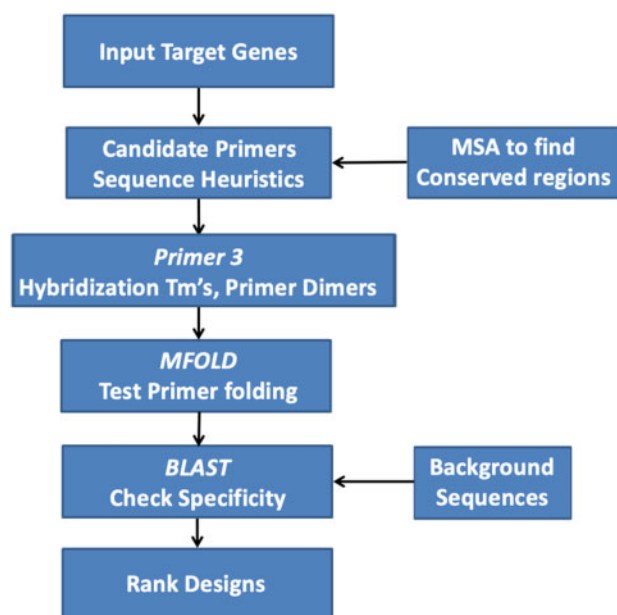 Input Target Genes
Candidate Primers
Sequence Heuristics
MSA to find
Conserved regions
Primer 3
Hybridization Tm's, Primer Dimers
MFOLD
Test Primer folding
BLAST
Check Specificity
Background
Sequences
Rank Designs